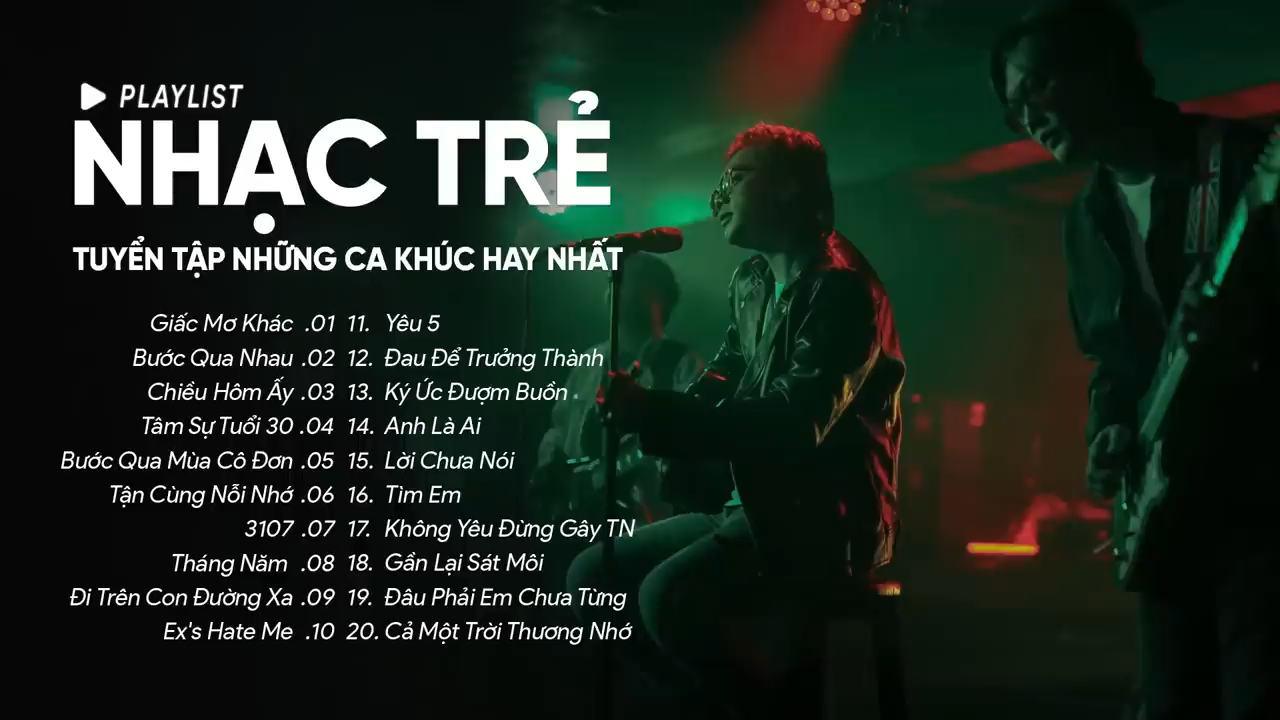 PLAYLIST
NHẠC TRẺ
TUYỂN TẬP NHỮNG CA KHÚC HAY NHẤT
Giấc Mơ Khác .01
Bước Qua Nhau .02
Chiều Hôm Ấy .03
Tâm Sự Tuổi 30 .04
Bước Qua Mùa Cô Đơn .05
Tận Cùng Nỗi Nhớ .06
3107 .07
Tháng Năm .08
Đi Trên Con Đường Xa .09
Ex's Hate Me .10
11. Yêu 5
12. Đau Để Trưởng Thành
13. Ký Ức Đượm Buồn
14. Anh Là Ai
15. Lời Chưa Nói
16. Tìm Em
17. Không Yêu Đừng Gây TN
18. Gần Lại Sát Môi
19. Đâu Phải Em Chưa Từng
20. Cả Một Trời Thương Nhớ